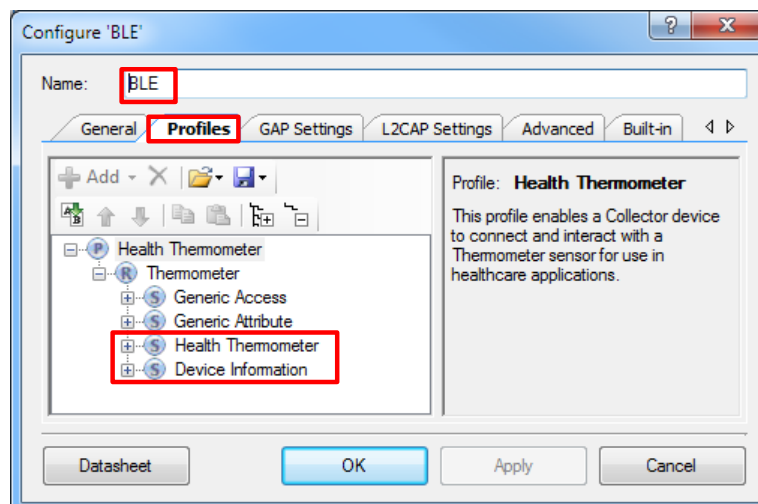 Configure 'BLE'
?
Name: BLE
General Profiles GAP Settings L2CAP Settings Advanced Built-in
Add
A B
P Health Thermometer
R Thermometer
S Generic Access
S Generic Attribute
S Health Thermometer
S Device Information
Profile: Health Thermometer
This profile enables a Collector device
to connect and interact with a
Thermometer sensor for use in
healthcare applications.
Datasheet OK Apply Cancel